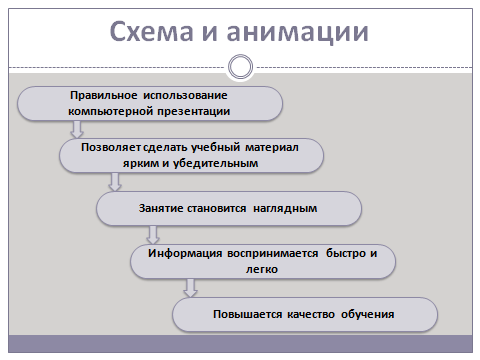 Схема и анимации
Правильное использование
компьютерной презентации
Позволяет сделать учебный материал
ярким и убедительным
Занятие становится наглядным
Информация воспринимается быстро и
легко
Повышается качество обучения